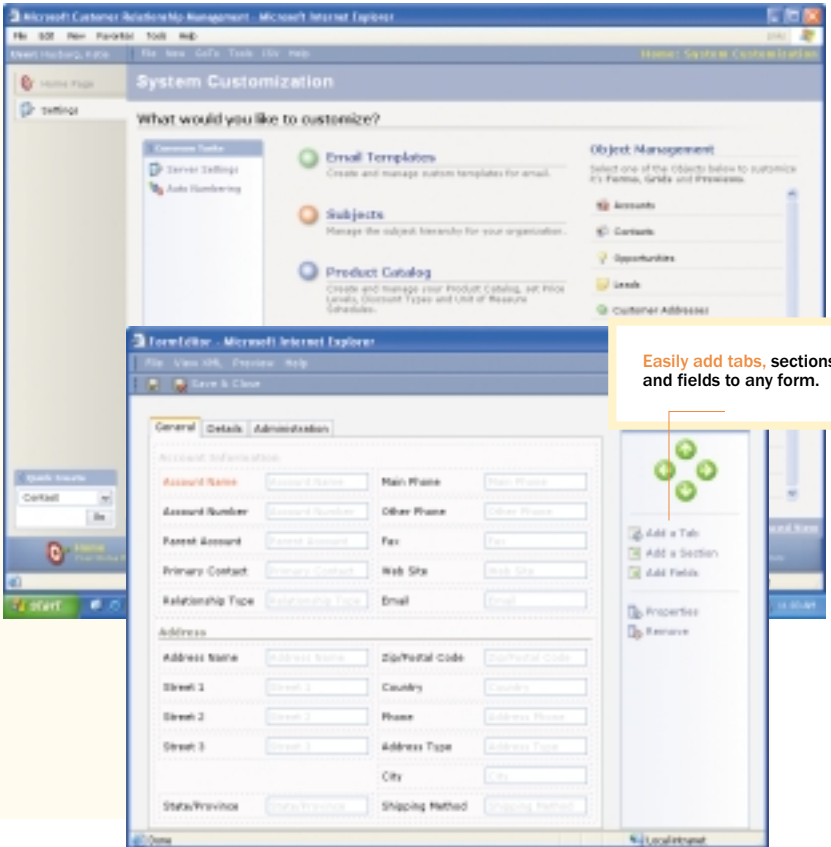 Microsoft Customer Relationship Management - Microsoft Internet Explorer
File Edit View Favorites Tools Help
File New GoTo Tools Help
Home: System Customization
Home Page
Settings
System Customization
What would you like to customize?
Common Tasks
Server Settings
Auto Numbering
Email Templates
Create and manage custom templates for email.
Subjects
Manage the subject hierarchy for your organization.
Product Catalog
Create and manage your Product Catalog, set Price
Levels, Discount Types and Unit of Measure
Schedules.
Object Management
Select one of the Objects below to customize
it's Forms, Grids and Previews.
Accounts
Contacts
Opportunities
Leads
Customer Addresses
Quick Create
Contact
Go
Home
start
FormEditor - Microsoft Internet Explorer
File View XML Preview Help
Save & Close
General Details Administration
Account Information
Account Name Account Name Main Phone Main Phone
Account Number Account Number Other Phone Other Phone
Parent Account Parent Account Fax Fax
Primary Contact Primary Contact Web Site Web Site
Relationship Type Relationship Type Email Email
Address
Address Name Address Name Zip/Postal Code Zip/Postal Code
Street 1 Street 1 Country Country
Street 2 Street 2 Phone Address Phone
Street 3 Street 3 Address Type Address Type
City City
State/Province State/Province Shipping Method Shipping Method
Easily add tabs, sections
and fields to any form.
Add a Tab
Add a Section
Add Fields
Properties
Remove
Done
Local intranet